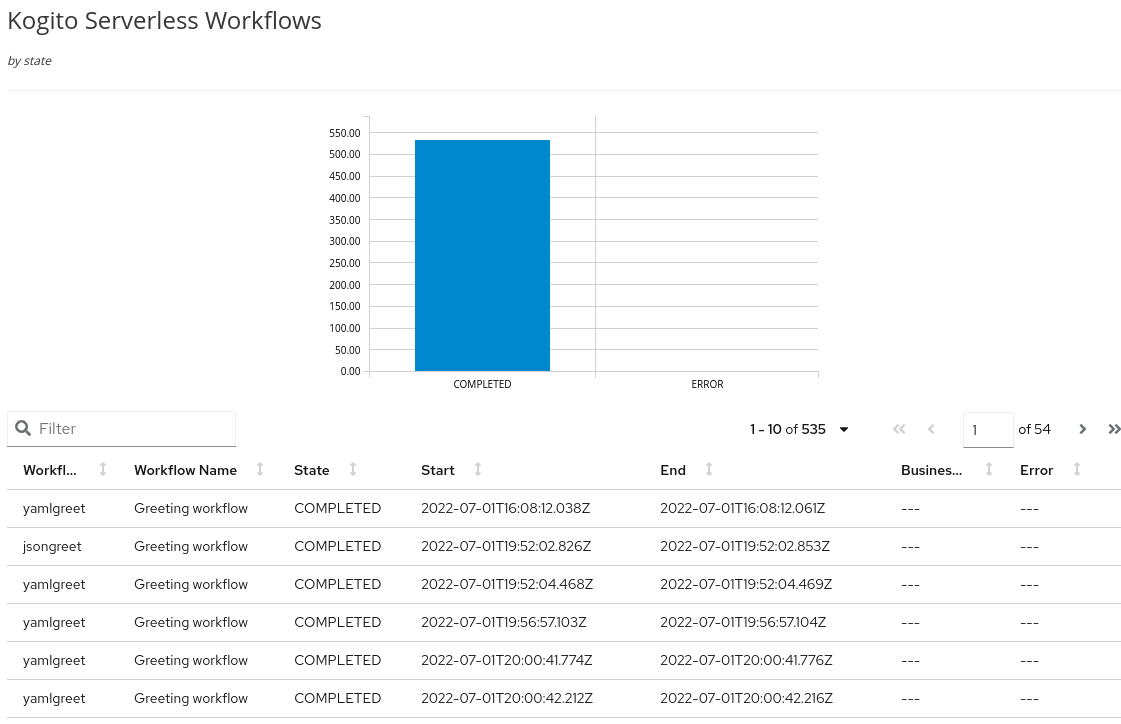 Kogito Serverless Workflows
by state
550.00
500.00
450.00
400.00
350.00
300.00
250.00
200.00
150.00
100.00
50.00
0.00
COMPLETED ERROR
Filter 1 - 10 of 535 1 of 54
Workfl... Workflow Name State Start End Busines... Error
yamlgreet Greeting workflow COMPLETED 2022-07-01T16:08:12.038Z 2022-07-01T16:08:12.061Z --- ---
jsongreet Greeting workflow COMPLETED 2022-07-01T19:52:02.826Z 2022-07-01T19:52:02.853Z --- ---
yamlgreet Greeting workflow COMPLETED 2022-07-01T19:52:04.468Z 2022-07-01T19:52:04.469Z --- ---
yamlgreet Greeting workflow COMPLETED 2022-07-01T19:56:57.103Z 2022-07-01T19:56:57.104Z --- ---
yamlgreet Greeting workflow COMPLETED 2022-07-01T20:00:41.774Z 2022-07-01T20:00:41.776Z --- ---
yamlgreet Greeting workflow COMPLETED 2022-07-01T20:00:42.212Z 2022-07-01T20:00:42.216Z --- ---